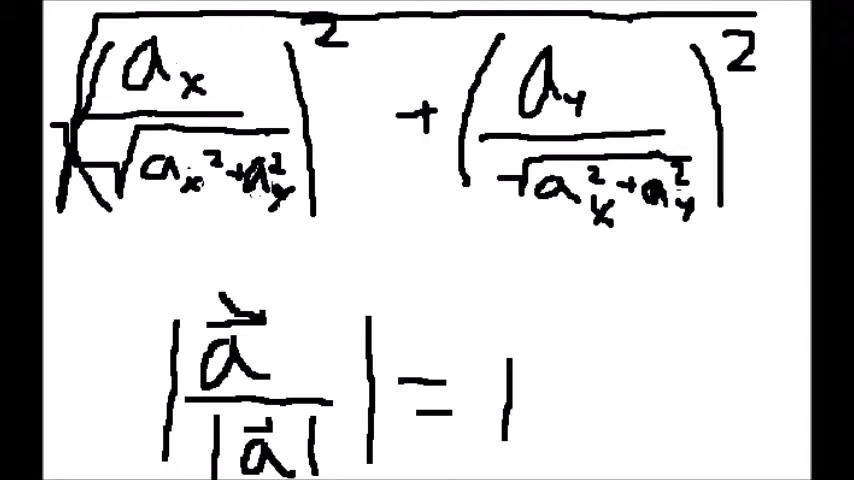 √((a_x / √(a_x² + a_y²))² + (a_y / √(a_x² + a_y²))²)
|a⃗ / |a⃗|| = 1